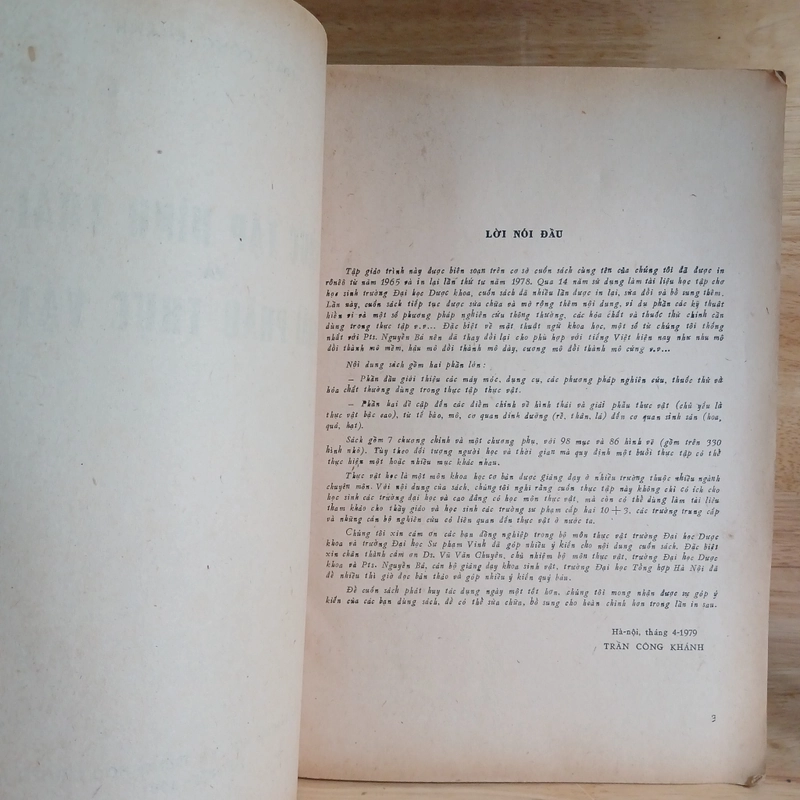 LỜI NÓI ĐẦU
Tập giáo trình này được biên soạn trên cơ sở cuốn sách cùng tên của chúng tôi đã được in
rônêô từ năm 1965 và in lại lần thứ tư năm 1978. Qua 14 năm sử dụng làm tài liệu học tập cho
học sinh trường Đại học Dược khoa, cuốn sách đã nhiều lần được in lại, sửa đổi và bổ sung thêm.
Lần này, cuốn sách tiếp tục được sửa chữa và mở rộng thêm nội dung, ví dụ phần các kỹ thuật
hiển vi và một số phương pháp nghiên cứu thông thường, các hóa chất và thuốc thử chính cần
dùng trong thực tập v.v... Đặc biệt về mặt thuật ngữ khoa học, một số từ chúng tôi thống
nhất với Pts. Nguyễn Bá nên đã thay đổi lại cho phù hợp với tiếng Việt hiện nay như nhu mô
đổi thành mô mềm, hậu mô đổi thành mô dày, cương mô đổi thành mô cứng v.v...
Nội dung sách gồm hai phần lớn:
— Phần đầu giới thiệu các máy móc, dụng cụ, các phương pháp nghiên cứu, thuốc thử và
hóa chất thường dùng trong thực tập thực vật.
— Phần hai đề cập đến các điểm chính về hình thái và giải phẫu thực vật (chủ yếu là
thực vật bậc cao), từ tế bào, mô, cơ quan dinh dưỡng (rễ, thân, lá) đến cơ quan sinh sản (hoa,
quả, hạt).
Sách gồm 7 chương chính và một chương phụ, với 98 mục và 86 hình vẽ (gồm trên 330
hình nhỏ). Tùy theo đối tượng người học và thời gian mà quy định một buổi thực tập có thể
thực hiện một hoặc nhiều mục khác nhau.
Thực vật học là một môn khoa học cơ bản được giảng dạy ở nhiều trường thuộc nhiều ngành
chuyên môn. Với nội dung của sách, chúng tôi nghĩ rằng cuốn thực tập này không chỉ có ích cho
học sinh các trường đại học và cao đẳng có học môn thực vật, mà còn có thể dùng làm tài liệu
tham khảo cho thầy giáo và học sinh các trường sư phạm cấp hai 10 + 3, các trường trung cấp
và những cán bộ nghiên cứu có liên quan đến thực vật ở nước ta.
Chúng tôi xin cám ơn các bạn đồng nghiệp trong bộ môn thực vật trường Đại học Dược
khoa và trường Đại học Sư phạm Vinh đã góp nhiều ý kiến cho nội dung cuốn sách. Đặc biệt
xin chân thành cám ơn Ds. Vũ Văn Chuyên, chủ nhiệm bộ môn thực vật, trường Đại học Dược
khoa và Pts. Nguyễn Bá, cán bộ giảng dạy khoa sinh vật, trường Đại học Tổng hợp Hà Nội đã
để nhiều thì giờ đọc bản thảo và góp nhiều ý kiến quý báu.
Để cuốn sách phát huy tác dụng ngày một tốt hơn, chúng tôi mong nhận được sự góp ý
kiến của các bạn dùng sách, để có thể sửa chữa, bổ sung cho hoàn chỉnh hơn trong lần in sau.
Hà-nội, tháng 4-1979
TRẦN CÔNG KHÁNH
3